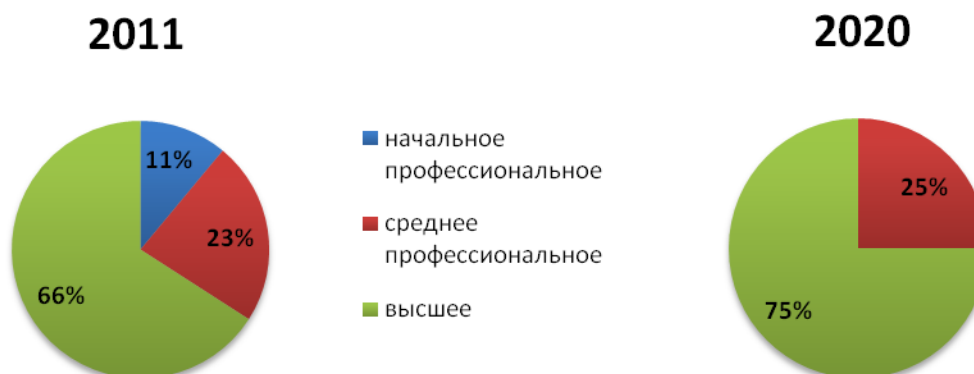 2011
2020
11%
23%
66%
начальное
профессиональное
среднее
профессиональное
высшее
25%
75%